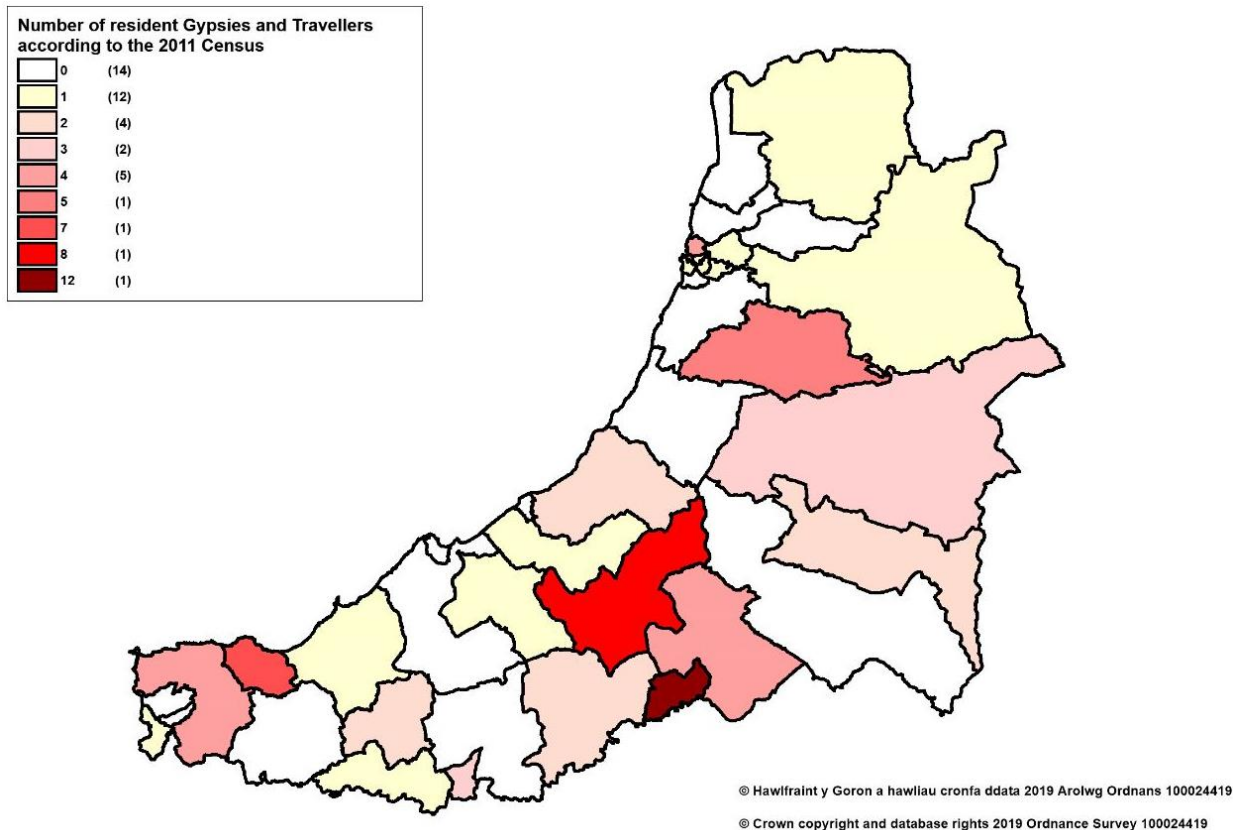 Number of resident Gypsies and Travellers
according to the 2011 Census
0 (14)
1 (12)
2 (4)
3 (2)
4 (5)
5 (1)
7 (1)
8 (1)
12 (1)
© Hawlfraint y Goron a hawliau cronfa ddata 2019 Arolwg Ordnans 100024419
© Crown copyright and database rights 2019 Ordnance Survey 100024419